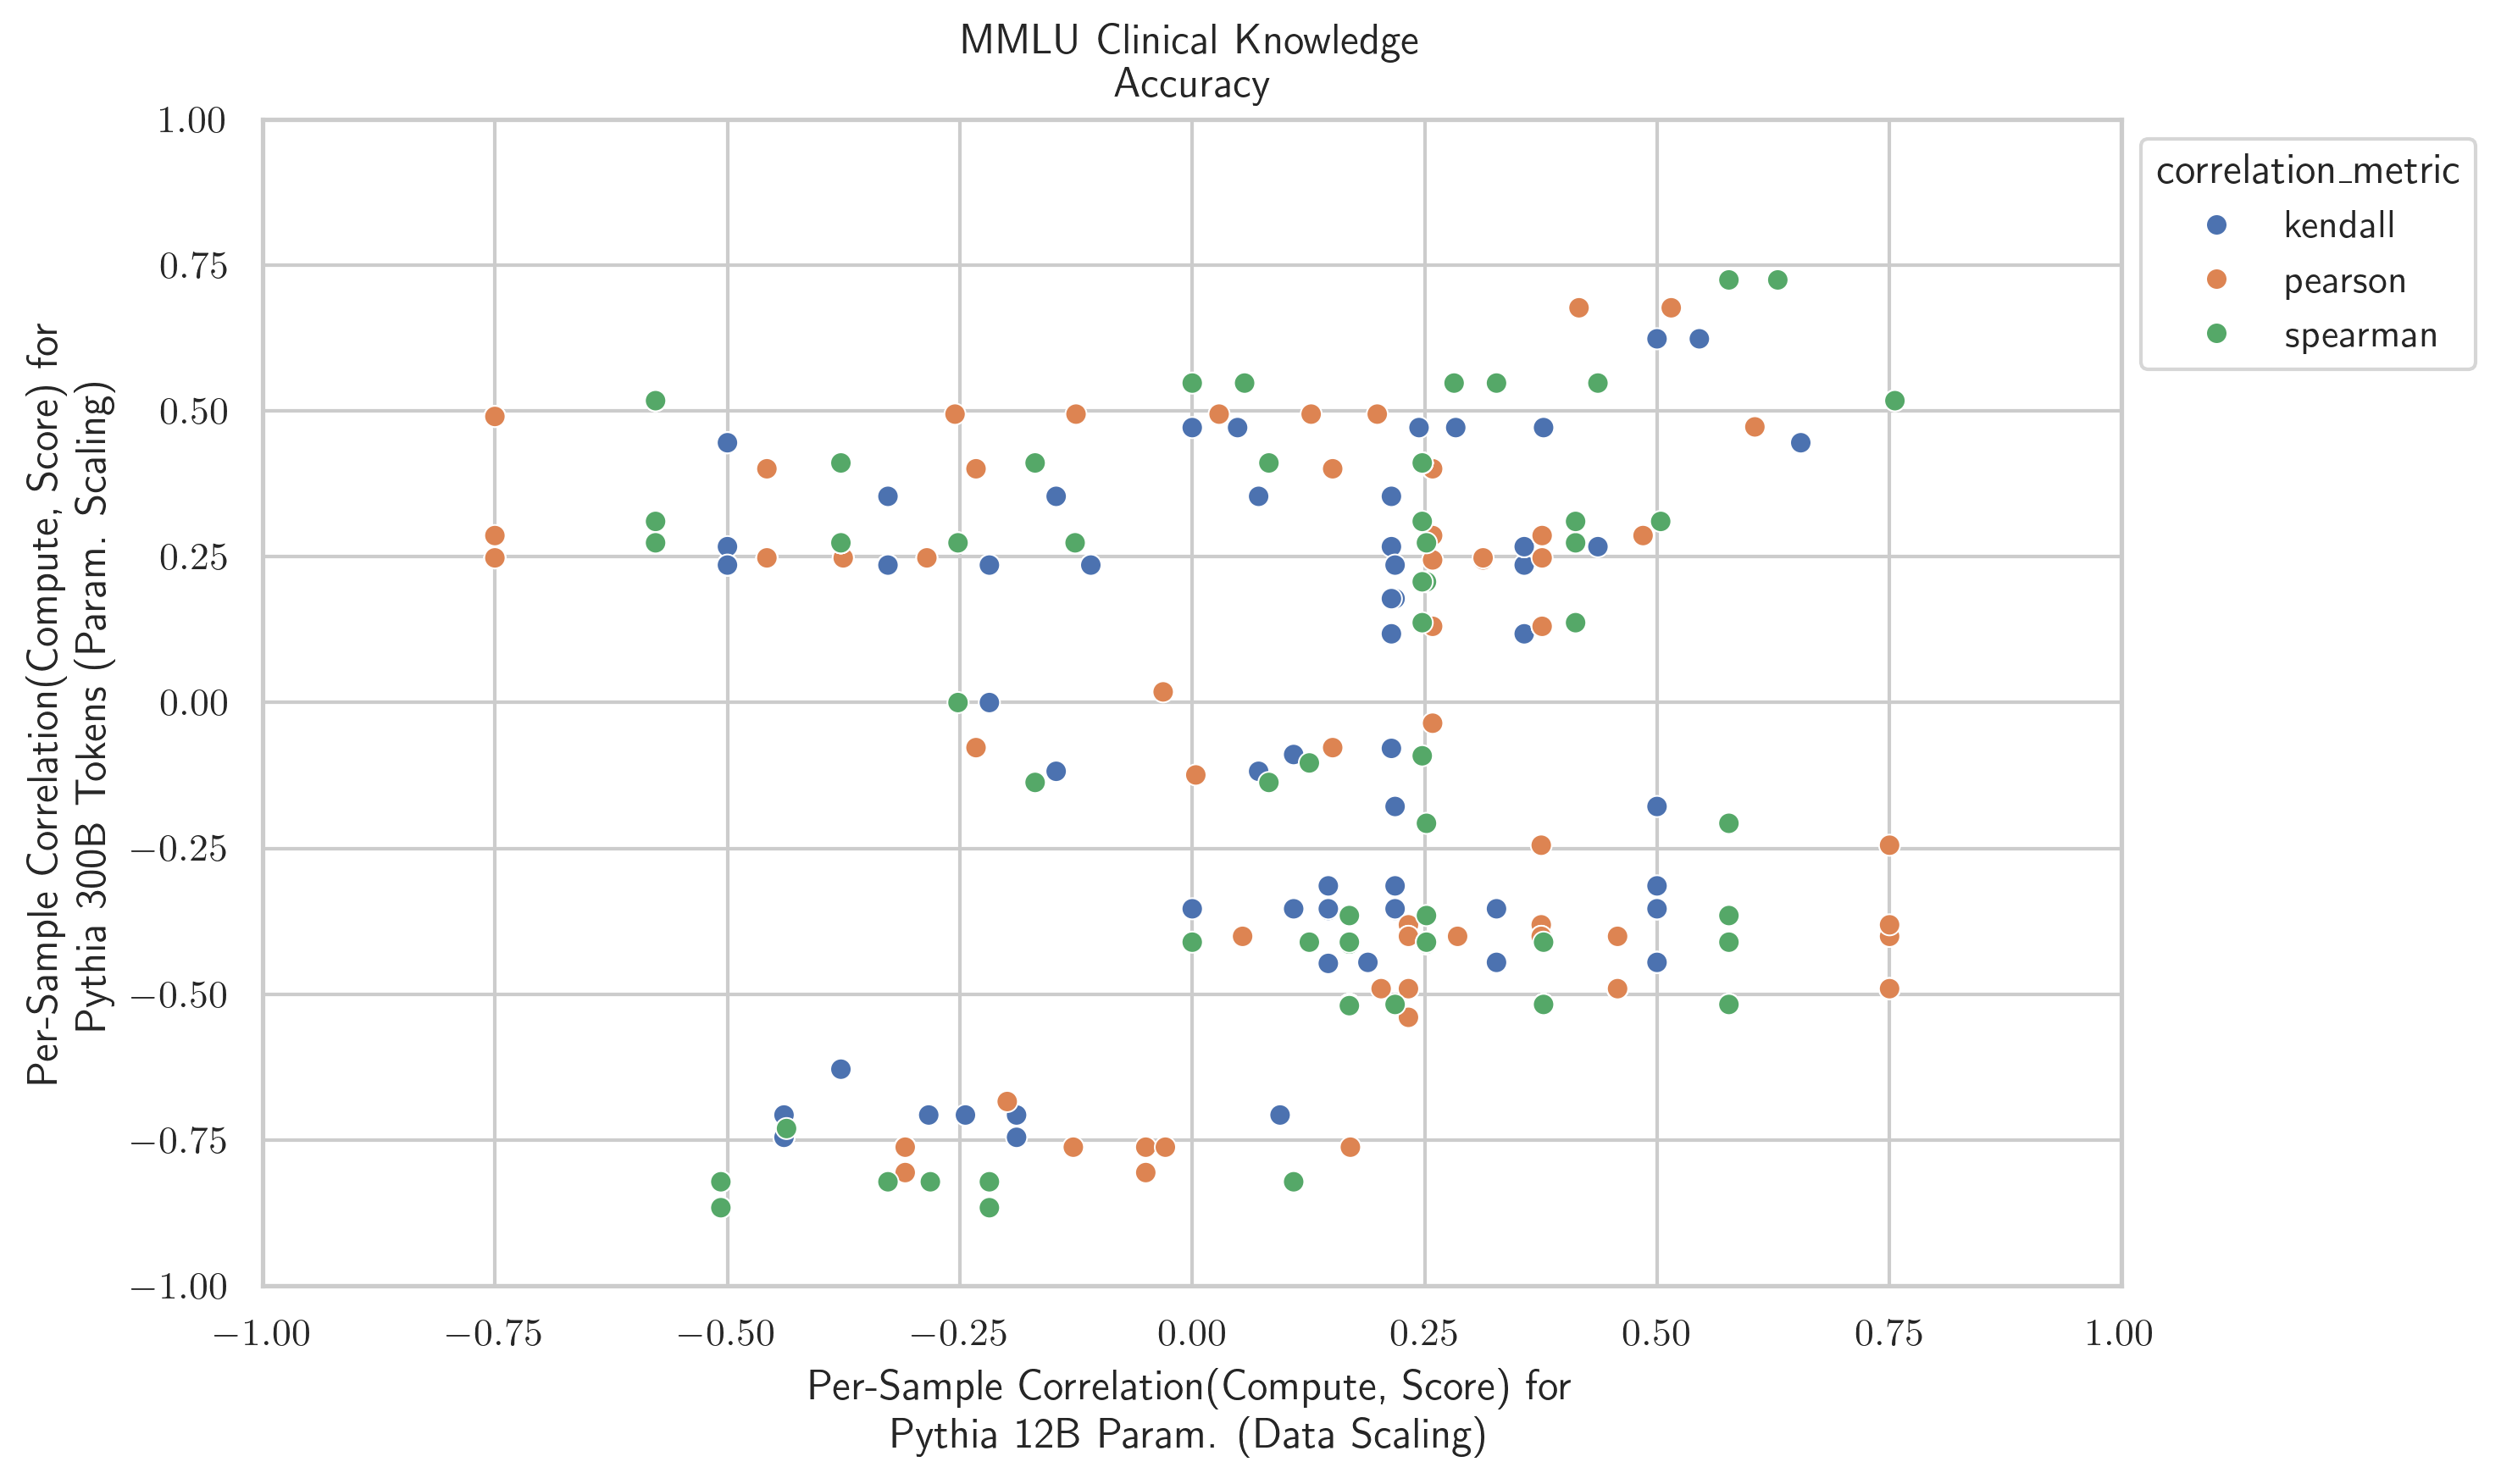 MMLU Clinical Knowledge
Accuracy
1.00
0.75
0.50
0.25
0.00
−0.25
−0.50
−0.75
−1.00
Per-Sample Correlation(Compute, Score) for
Pythia 300B Tokens (Param. Scaling)
correlation_metric
kendall
pearson
spearman
−1.00
−0.75
−0.50
−0.25
0.00
0.25
0.50
0.75
1.00
Per-Sample Correlation(Compute, Score) for
Pythia 12B Param. (Data Scaling)